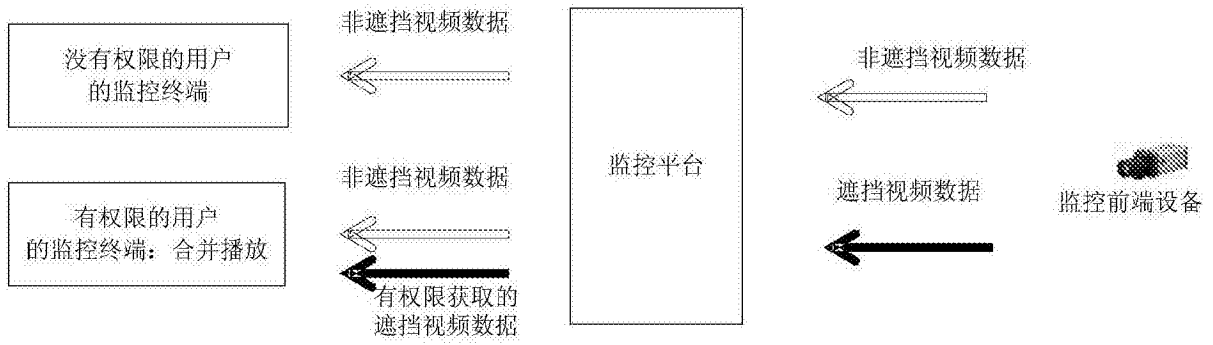 没有权限的用户
的监控终端
非遮挡视频数据
非遮挡视频数据
有权限的用户
的监控终端：合并播放
非遮挡视频数据
有权限获取的
遮挡视频数据
监控平台
遮挡视频数据
监控前端设备